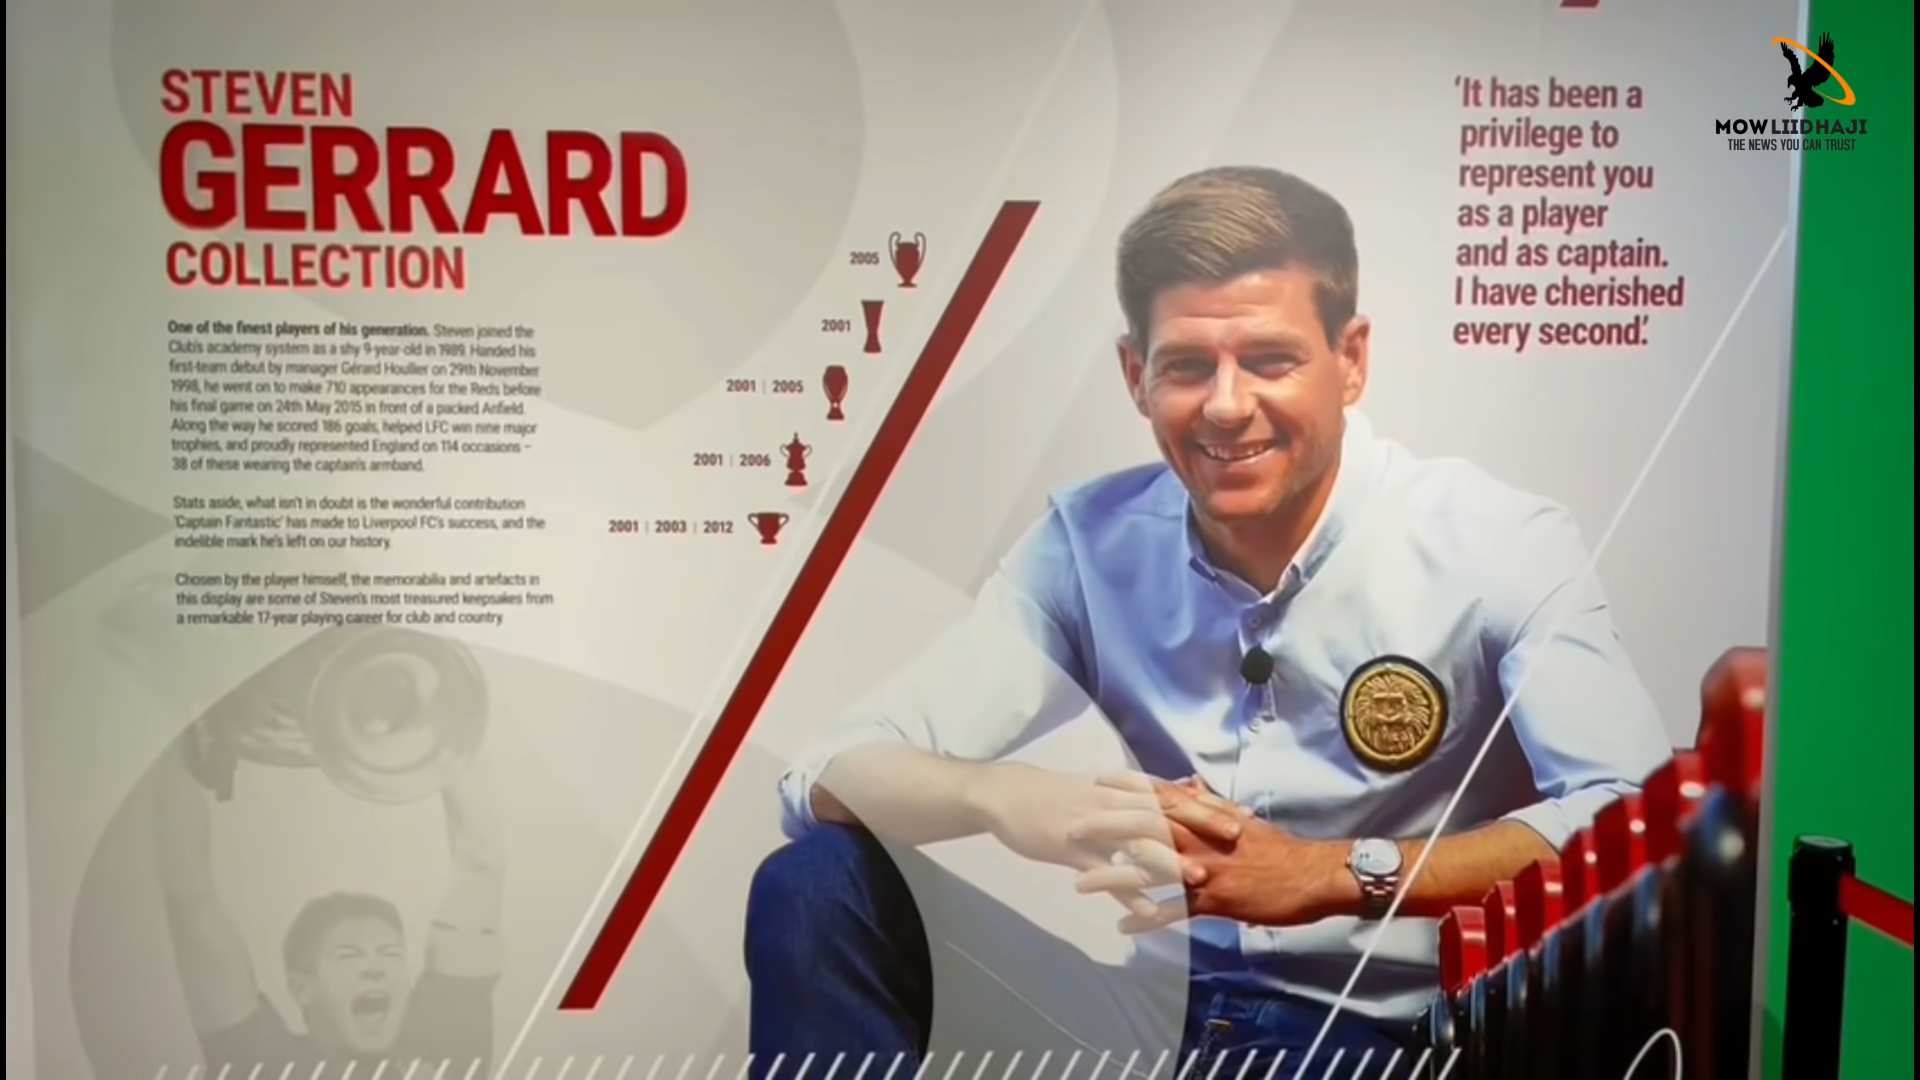 STEVEN
GERRARD
COLLECTION
One of the finest players of his generation, Steven joined the
Club's academy system as a shy 9-year-old in 1989. Handed his
first-team debut by manager Gérard Houllier on 29th November
1998, he went on to make 710 appearances for the Reds before
his final game on 24th May 2015 in front of a packed Anfield.
Along the way he scored 186 goals, helped LFC win nine major
trophies, and proudly represented England on 114 occasions –
38 of these wearing the captain's armband.
Stats aside, what isn't in doubt is the wonderful contribution
'Captain Fantastic' has made to Liverpool FC's success, and the
indelible mark he's left on our history.
Chosen by the player himself, the memorabilia and artefacts in
this display are some of Steven's most treasured keepsakes from
a remarkable 17-year playing career for club and country.
2005
2001
2001 | 2005
2001 | 2006
2001 | 2003 | 2012
'It has been a
privilege to
represent you
as a player
and as captain.
I have cherished
every second'.
MOWLIIDHAJI
THE NEWS YOU CAN TRUST